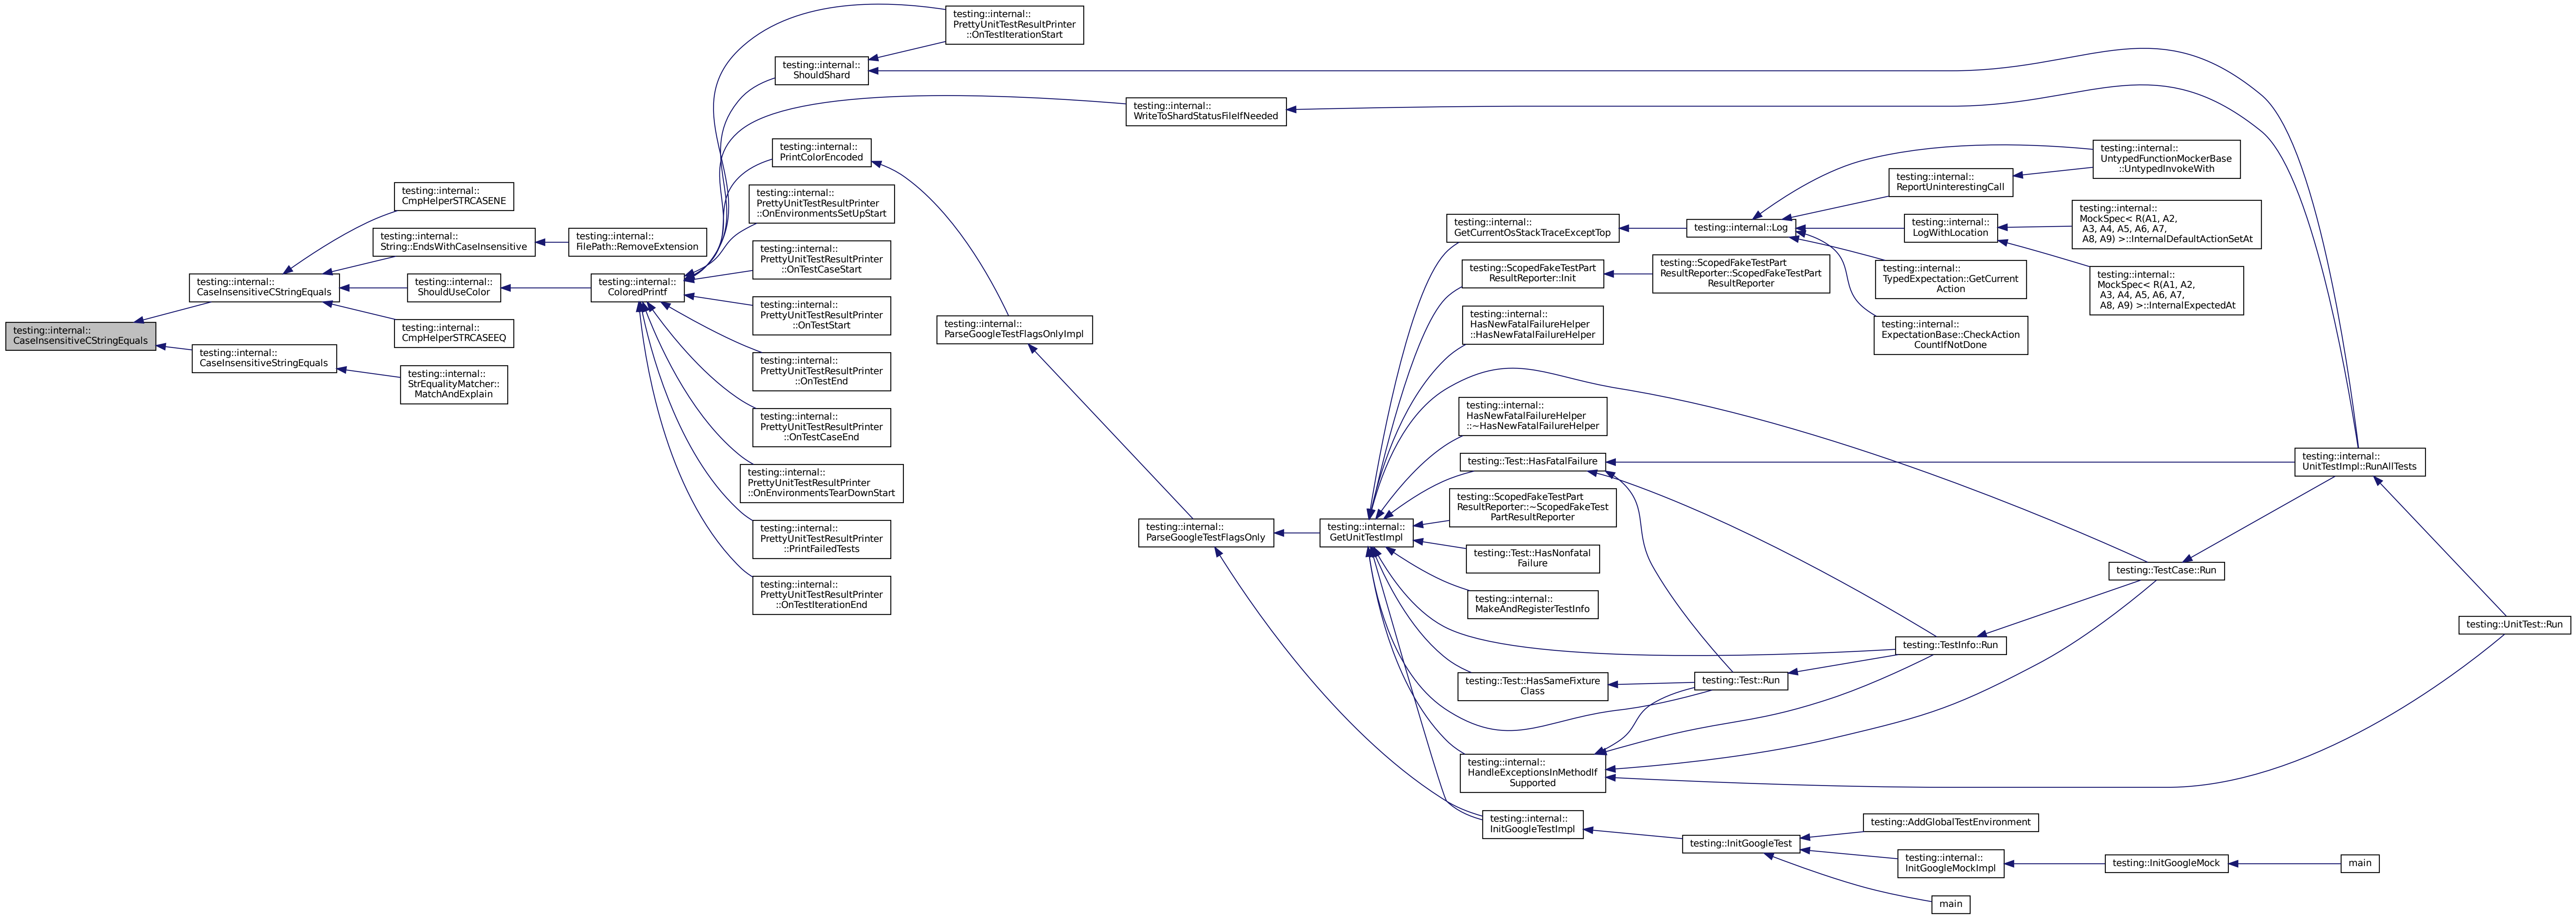 testing::internal::
CaseInsensitiveCStringEquals
testing::internal::
CaseInsensitiveCStringEquals
testing::internal::
CaseInsensitiveStringEquals
testing::internal::
CmpHelperSTRCASENE
testing::internal::
String::EndsWithCaseInsensitive
testing::internal::
ShouldUseColor
testing::internal::
CmpHelperSTRCASEEQ
testing::internal::
StrEqualityMatcher::
MatchAndExplain
testing::internal::
FilePath::RemoveExtension
testing::internal::
ColoredPrintf
testing::internal::
PrettyUnitTestResultPrinter
::OnTestIterationStart
testing::internal::
ShouldShard
testing::internal::
WriteToShardStatusFileIfNeeded
testing::internal::
PrintColorEncoded
testing::internal::
PrettyUnitTestResultPrinter
::OnEnvironmentsSetUpStart
testing::internal::
PrettyUnitTestResultPrinter
::OnTestCaseStart
testing::internal::
PrettyUnitTestResultPrinter
::OnTestStart
testing::internal::
PrettyUnitTestResultPrinter
::OnTestEnd
testing::internal::
PrettyUnitTestResultPrinter
::OnTestCaseEnd
testing::internal::
PrettyUnitTestResultPrinter
::OnEnvironmentsTearDownStart
testing::internal::
PrettyUnitTestResultPrinter
::PrintFailedTests
testing::internal::
PrettyUnitTestResultPrinter
::OnTestIterationEnd
testing::internal::
ParseGoogleTestFlagsOnlyImpl
testing::internal::
ParseGoogleTestFlagsOnly
testing::internal::
GetUnitTestImpl
testing::internal::
GetCurrentOsStackTraceExceptTop
testing::ScopedFakeTestPart
ResultReporter::Init
testing::internal::
HasNewFatalFailureHelper
::HasNewFatalFailureHelper
testing::internal::
HasNewFatalFailureHelper
::~HasNewFatalFailureHelper
testing::Test::HasFatalFailure
testing::ScopedFakeTestPart
ResultReporter::~ScopedFakeTest
PartResultReporter
testing::Test::HasNonfatal
Failure
testing::internal::
MakeAndRegisterTestInfo
testing::Test::HasSameFixture
Class
testing::internal::
HandleExceptionsInMethodIf
Supported
testing::internal::
InitGoogleTestImpl
testing::internal::Log
testing::ScopedFakeTestPart
ResultReporter::ScopedFakeTestPart
ResultReporter
testing::Test::Run
testing::InitGoogleTest
testing::internal::
ReportUninterestingCall
testing::internal::
LogWithLocation
testing::internal::
TypedExpectation::GetCurrent
Action
testing::internal::
ExpectationBase::CheckAction
CountIfNotDone
testing::TestInfo::Run
testing::AddGlobalTestEnvironment
testing::internal::
InitGoogleMockImpl
main
testing::internal::
UntypedFunctionMockerBase
::UntypedInvokeWith
testing::internal::
MockSpec< R(A1, A2,
A3, A4, A5, A6, A7,
A8, A9) >::InternalDefaultActionSetAt
testing::internal::
MockSpec< R(A1, A2,
A3, A4, A5, A6, A7,
A8, A9) >::InternalExpectedAt
testing::TestCase::Run
testing::InitGoogleMock
testing::internal::
UnitTestImpl::RunAllTests
main
testing::UnitTest::Run